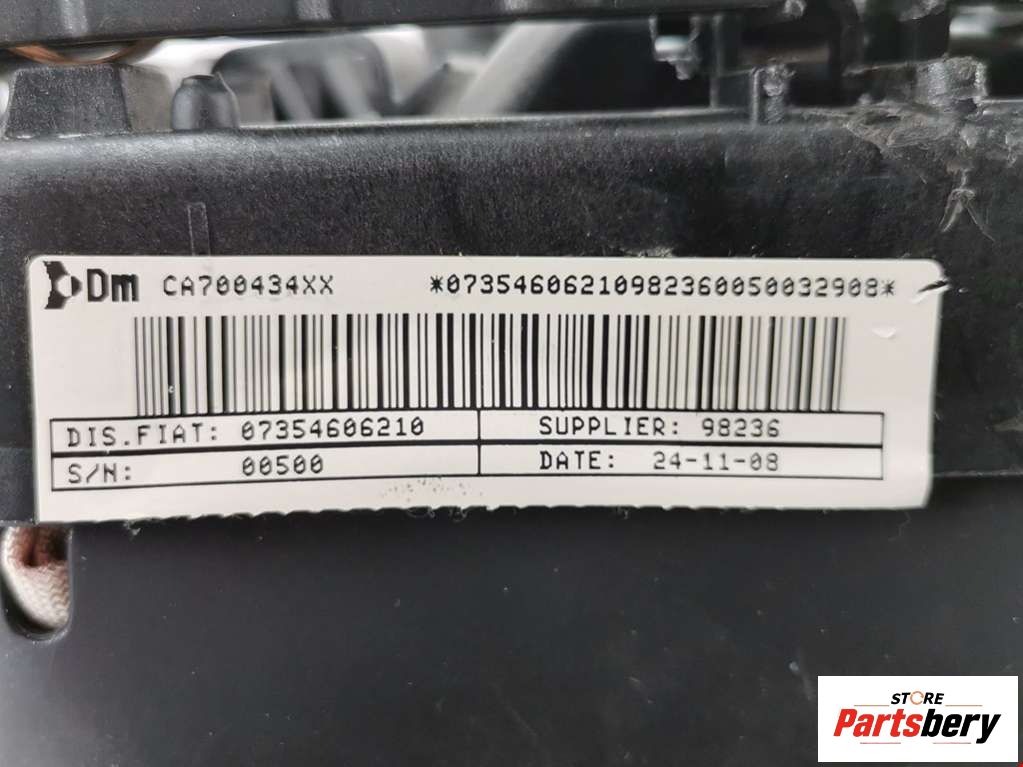 Dm CA700434XX *07354606210982360050032908*
DIS.FIAT: 07354606210 SUPPLIER: 98236
S/N: 00500 DATE: 24-11-08
STORE
Partsbery